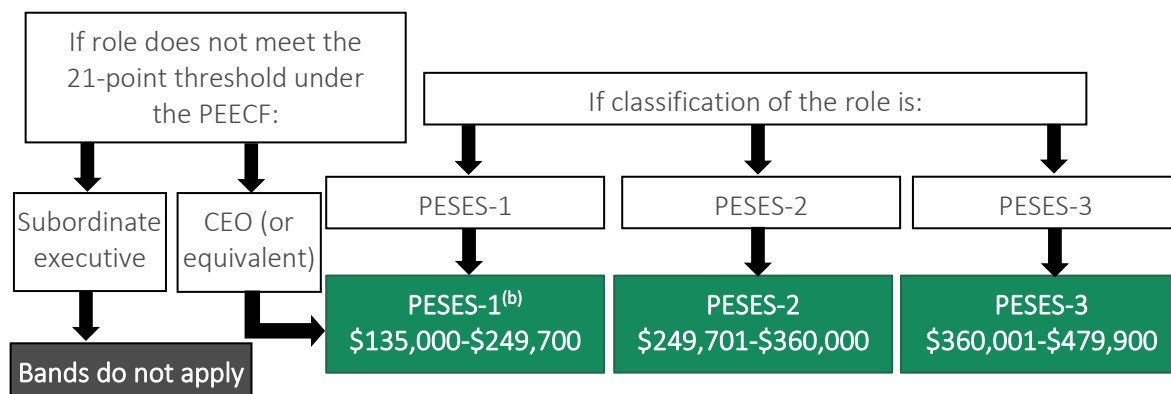 If role does not meet the
21-point threshold under
the PEECF:
If classification of the role is:
Subordinate
executive
CEO (or
equivalent)
PESES-1
PESES-2
PESES-3
PESES-1(b)
$135,000-$249,700
PESES-2
$249,701-$360,000
PESES-3
$360,001-$479,900
Bands do not apply